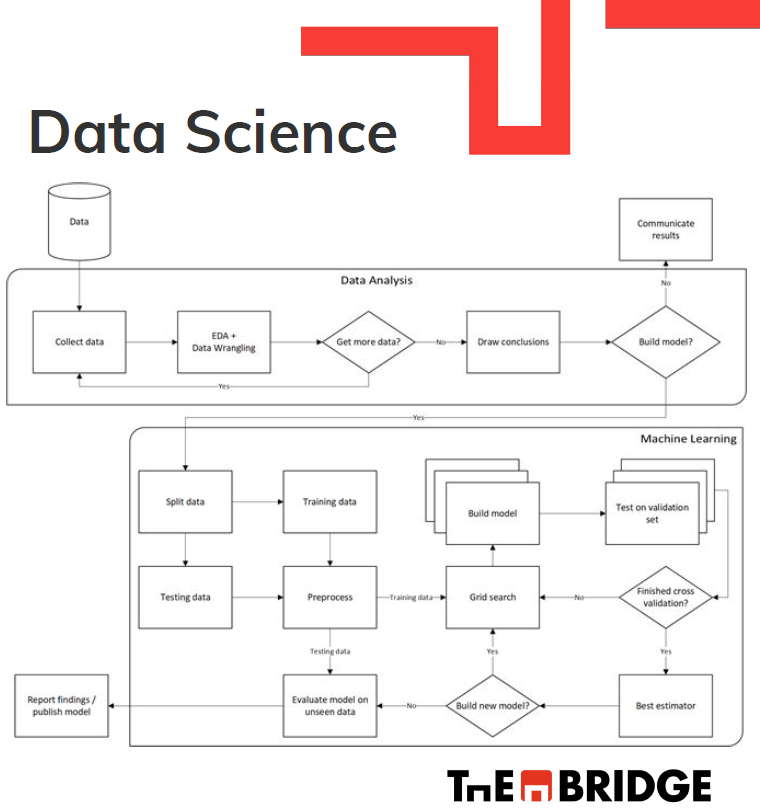 Data Science
Data
Communicate
results
Data Analysis
No
Collect data
EDA +
Data Wrangling
Get more data?
No
Draw conclusions
Build model?
Yes
Yes
Machine Learning
Split data
Training data
Build model
Test on validation
set
Testing data
Preprocess
Training data
Grid search
No
Finished cross
validation?
Testing data
Yes
Yes
Report findings /
publish model
Evaluate model on
unseen data
No
Build new model?
Best estimator
THE BRIDGE